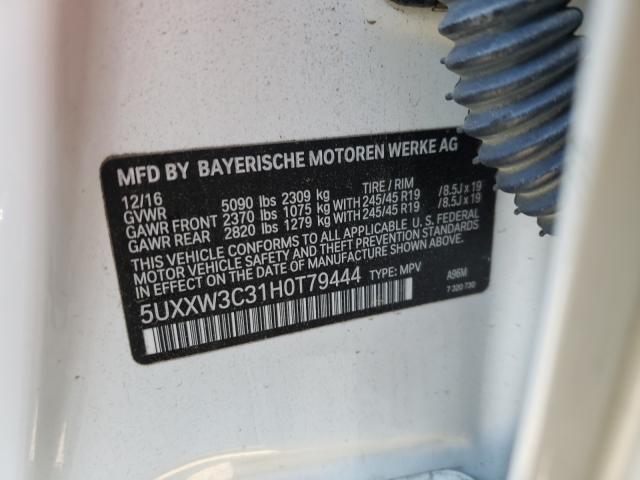 MFD BY BAYERISCHE MOTOREN WERKE AG
12/16 TIRE / RIM
GVWR 5090 lbs 2309 kg
GAWR FRONT 2370 lbs 1075 kg WITH 245/45 R19 /8.5J x 19
GAWR REAR 2820 lbs 1279 kg WITH 245/45 R19 /8.5J x 19
THIS VEHICLE CONFORMS TO ALL APPLICABLE U. S. FEDERAL
MOTOR VEHICLE SAFETY AND THEFT PREVENTION STANDARDS
IN EFFECT ON THE DATE OF MANUFACTURE SHOWN ABOVE.
5UXXW3C31H0T79444 TYPE: MPV A96M
7 320 730